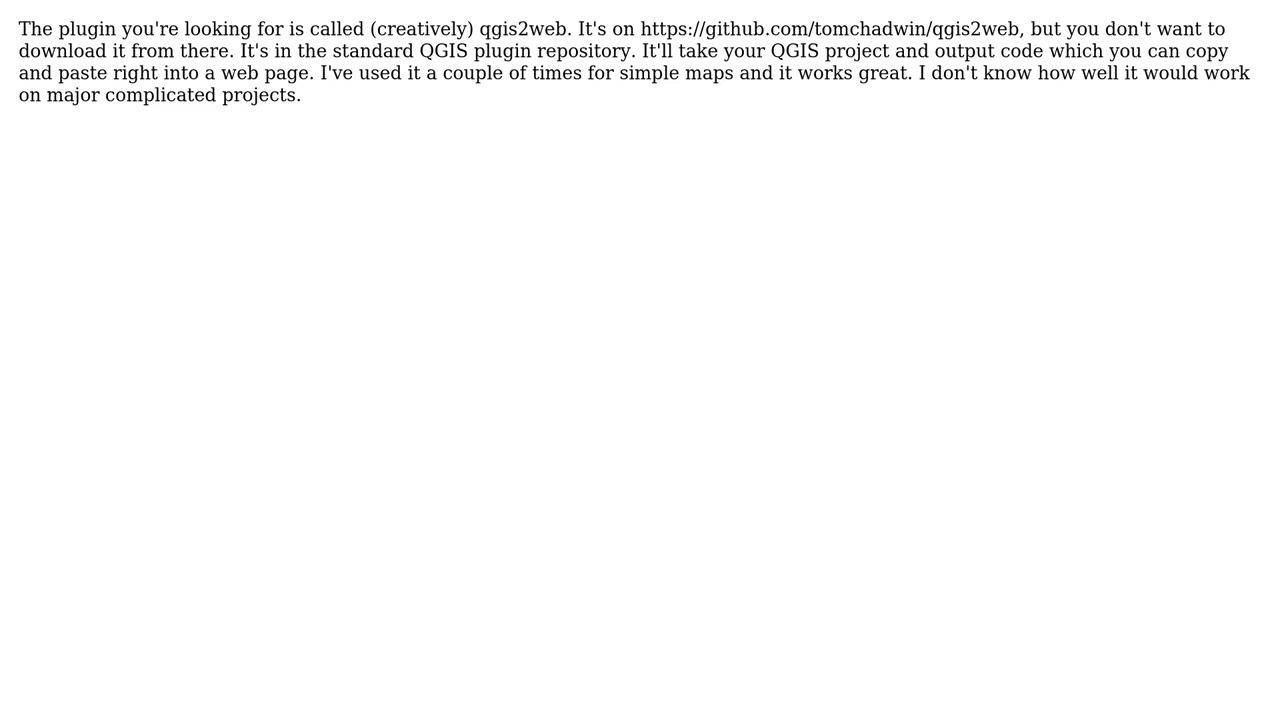 The plugin you're looking for is called (creatively) qgis2web. It's on https://github.com/tomchadwin/qgis2web, but you don't want to
download it from there. It's in the standard QGIS plugin repository. It'll take your QGIS project and output code which you can copy
and paste right into a web page. I've used it a couple of times for simple maps and it works great. I don't know how well it would work
on major complicated projects.